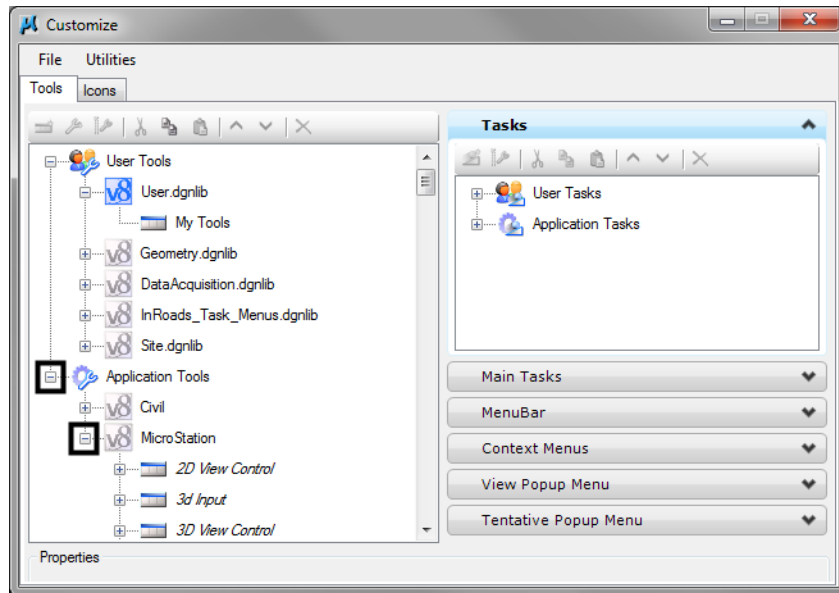 Customize
File Utilities
Tools Icons
User Tools
User.dgnlib
My Tools
Geometry.dgnlib
DataAcquisition.dgnlib
InRoads_Task_Menus.dgnlib
Site.dgnlib
Application Tools
Civil
MicroStation
2D View Control
3d Input
3D View Control
Tasks
User Tasks
Application Tasks
Main Tasks
MenuBar
Context Menus
View Popup Menu
Tentative Popup Menu
Properties